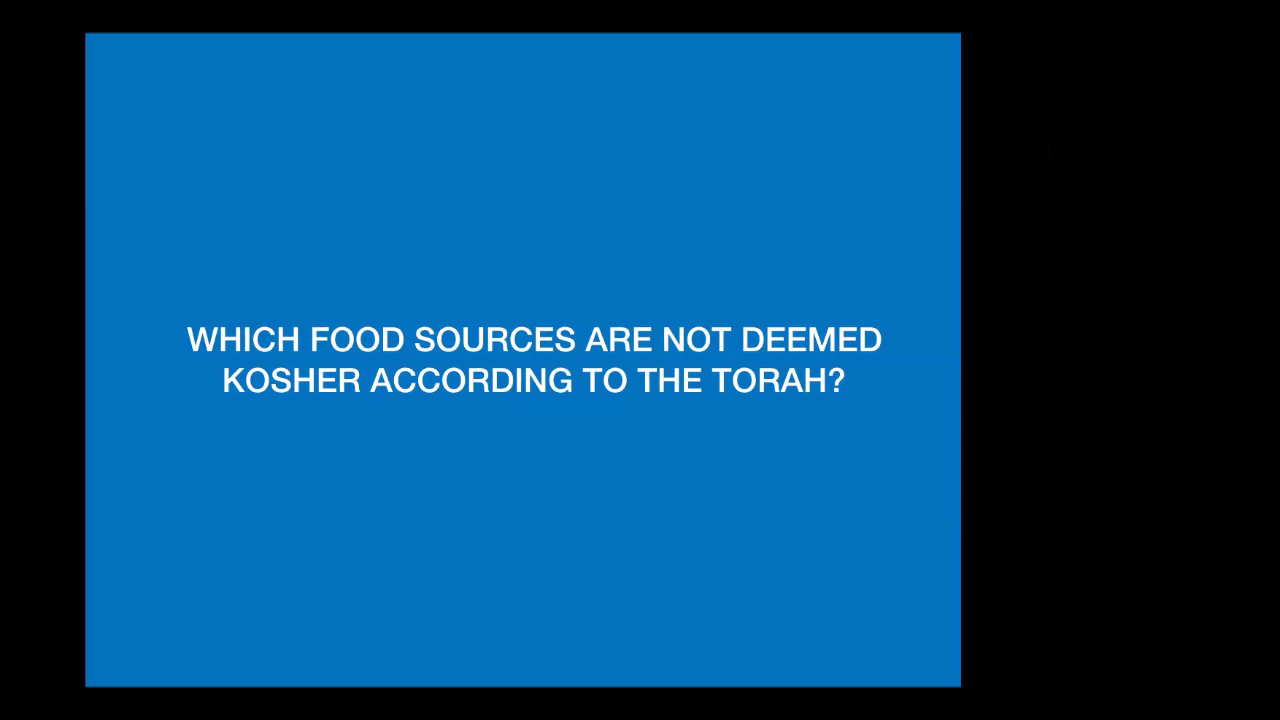 WHICH FOOD SOURCES ARE NOT DEEMED
KOSHER ACCORDING TO THE TORAH?